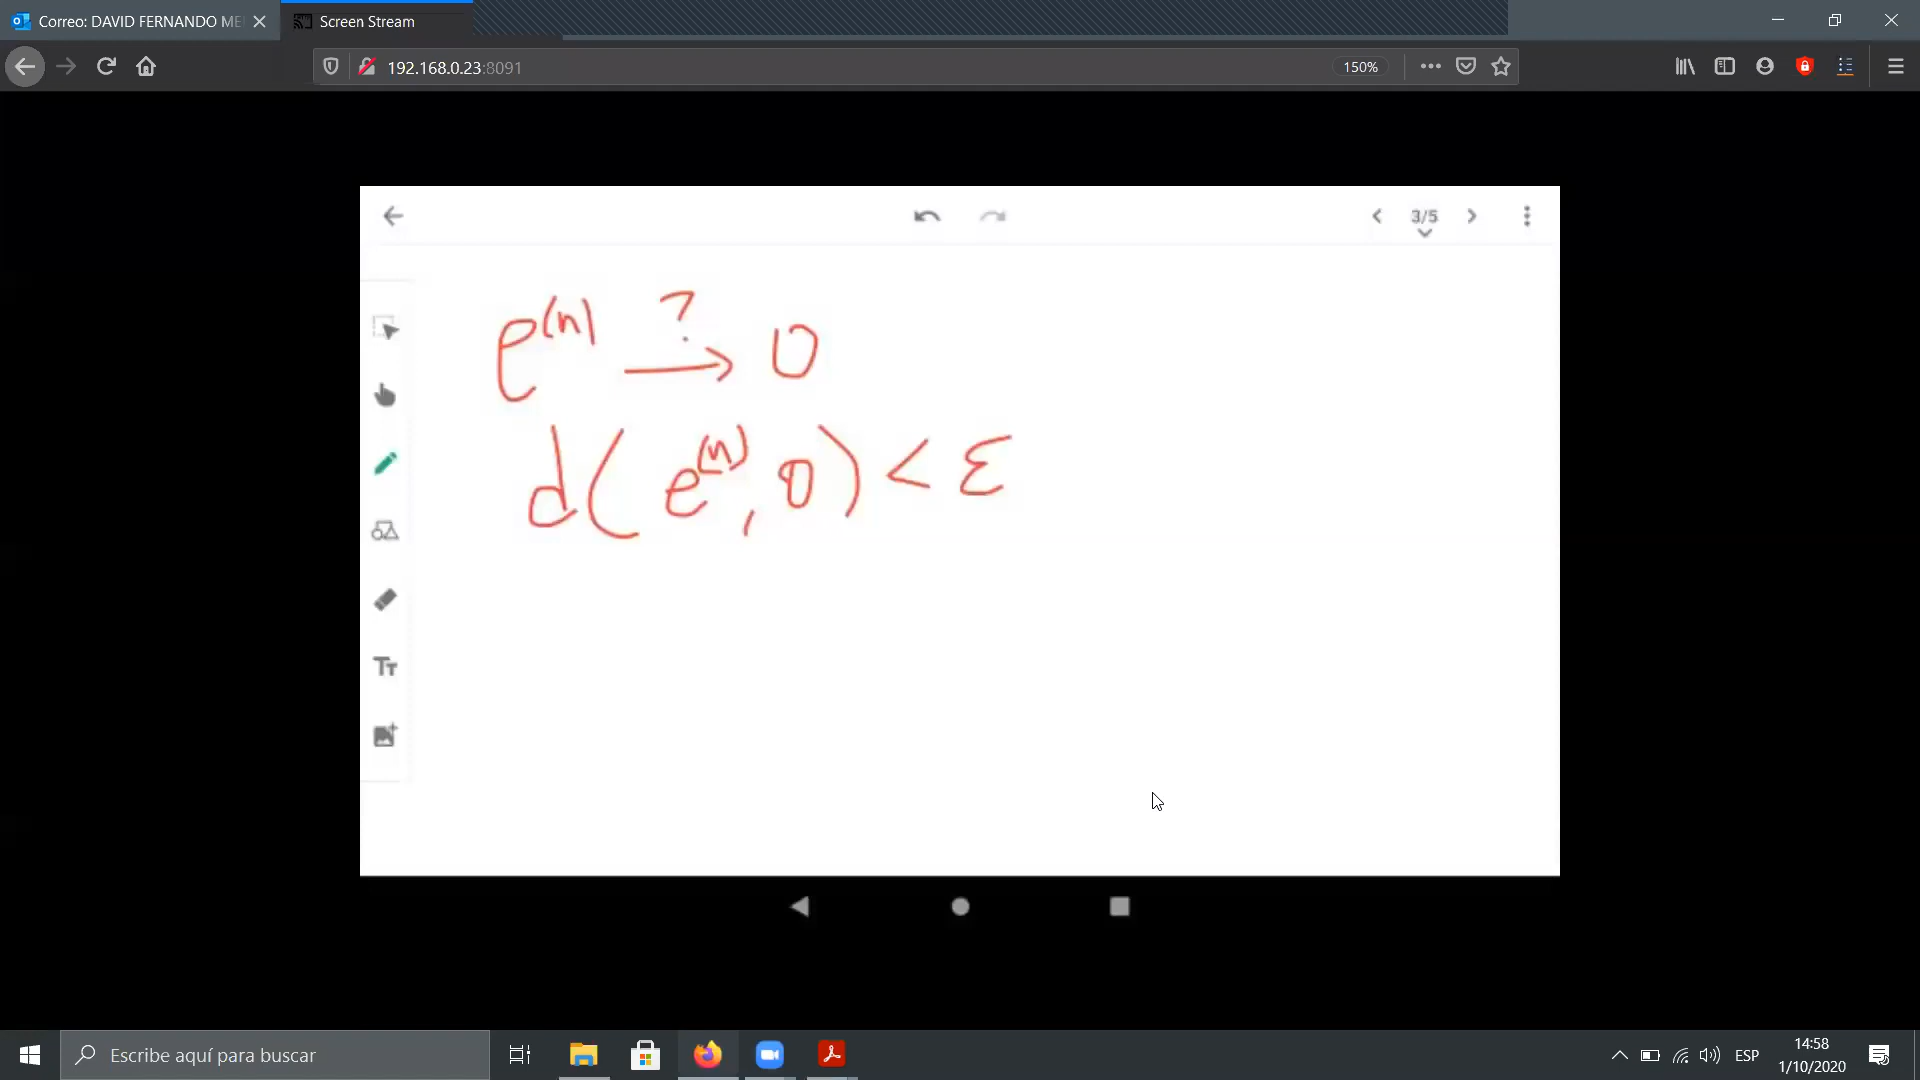 Correo: DAVID FERNANDO ME
Screen Stream
192.168.0.23:8091
150%
3/5
e^(n) ?→ 0
d( e^(n), 0) < ε
Tт
Escribe aquí para buscar
ESP
14:58
1/10/2020